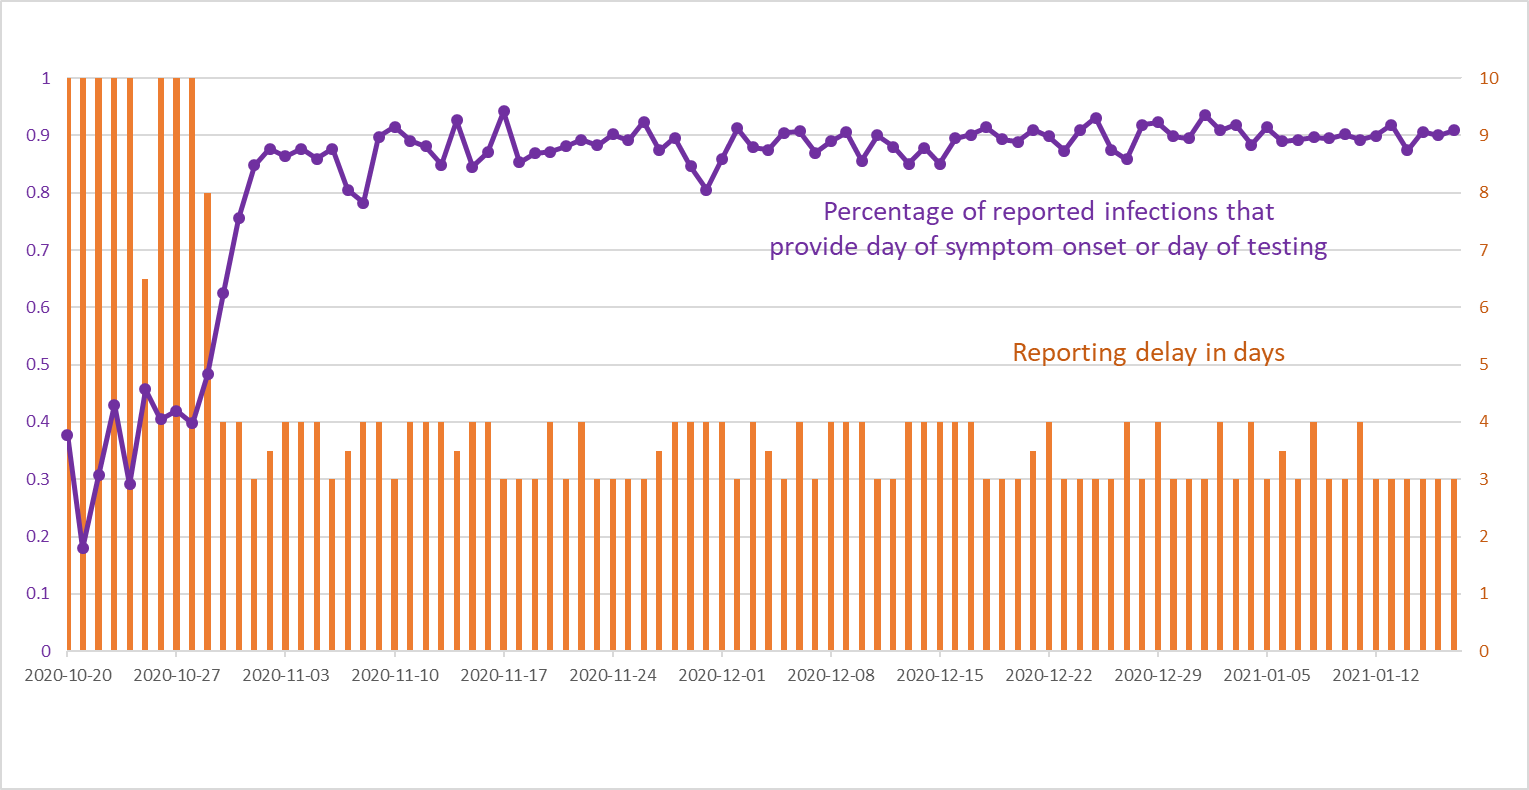 1 10
0.9 9
0.8 8
Percentage of reported infections that
provide day of symptom onset or day of testing
0.7 7
0.6 6
Reporting delay in days
0.5 5
0.4 4
0.3 3
0.2 2
0.1 1
0 0
2020-10-20 2020-10-27 2020-11-03 2020-11-10 2020-11-17 2020-11-24 2020-12-01 2020-12-08 2020-12-15 2020-12-22 2020-12-29 2021-01-05 2021-01-12